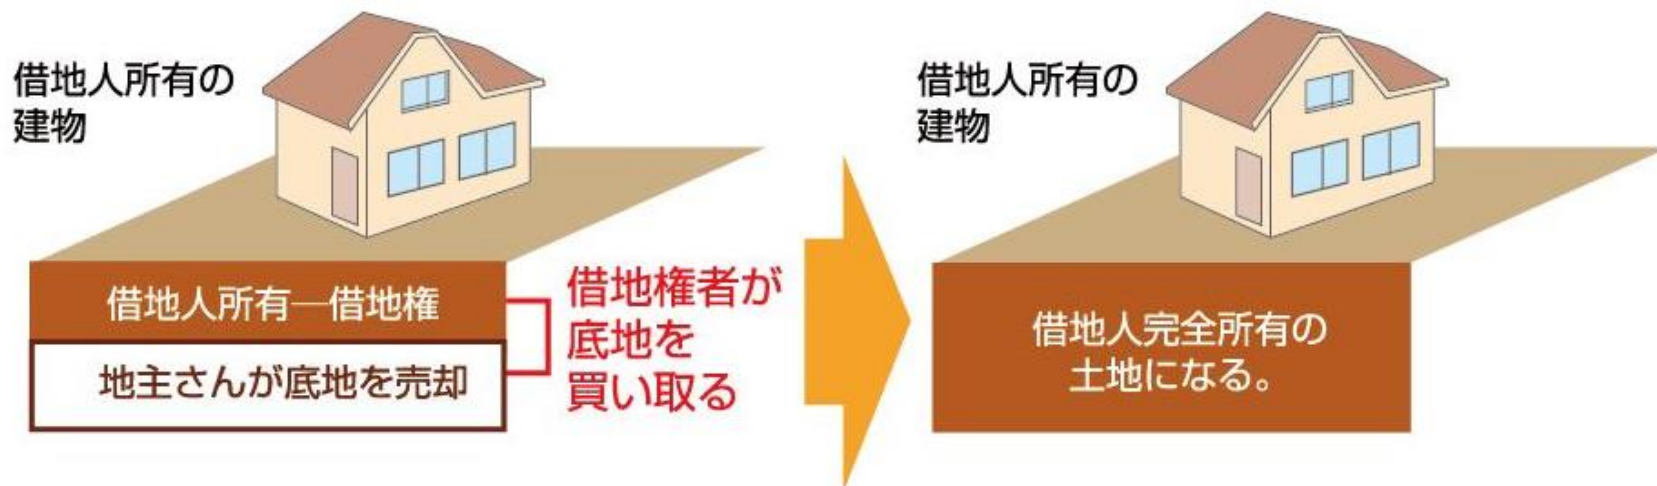 借地人所有の
建物
借地人所有―借地権
地主さんが底地を売却
借地権者が
底地を
買い取る
借地人所有の
建物
借地人完全所有の
土地になる。